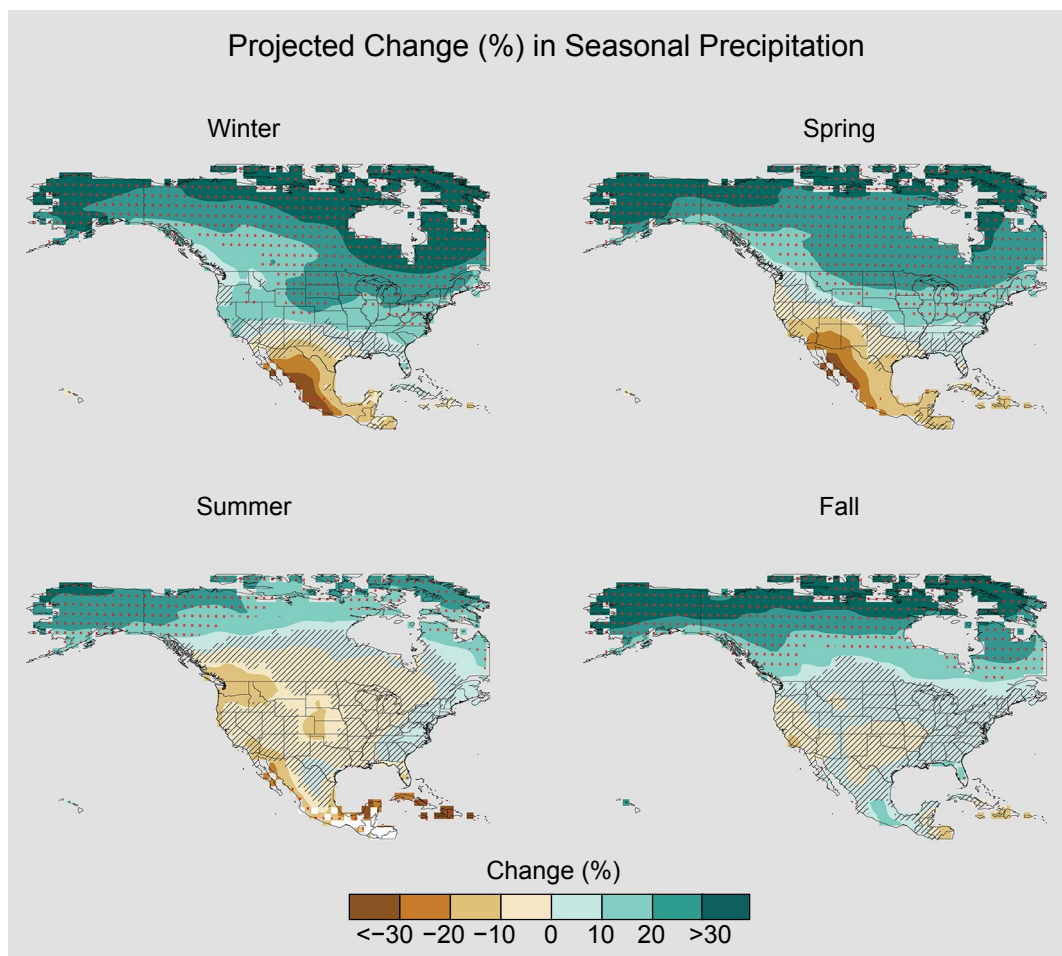 Projected Change (%) in Seasonal Precipitation
Winter
Spring
Summer
Fall
Change (%)
<−30 −20 −10 0 10 20 >30